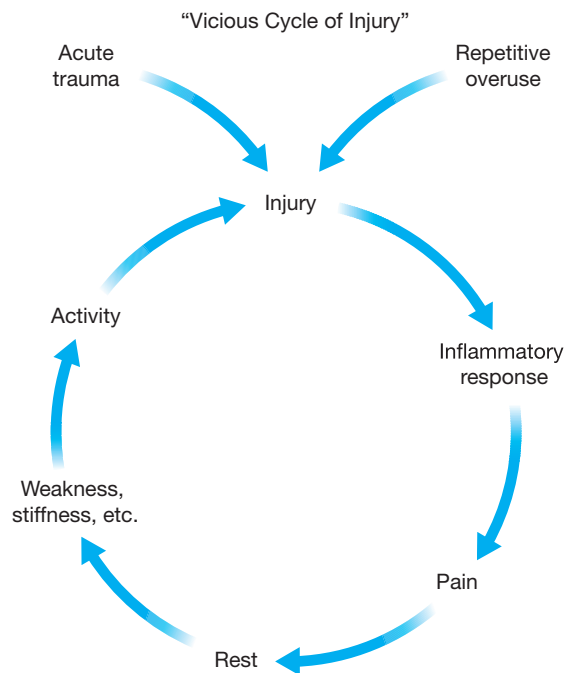 “Vicious Cycle of Injury”
Acute
trauma
Repetitive
overuse
Injury
Inflammatory
response
Pain
Rest
Weakness,
stiffness, etc.
Activity